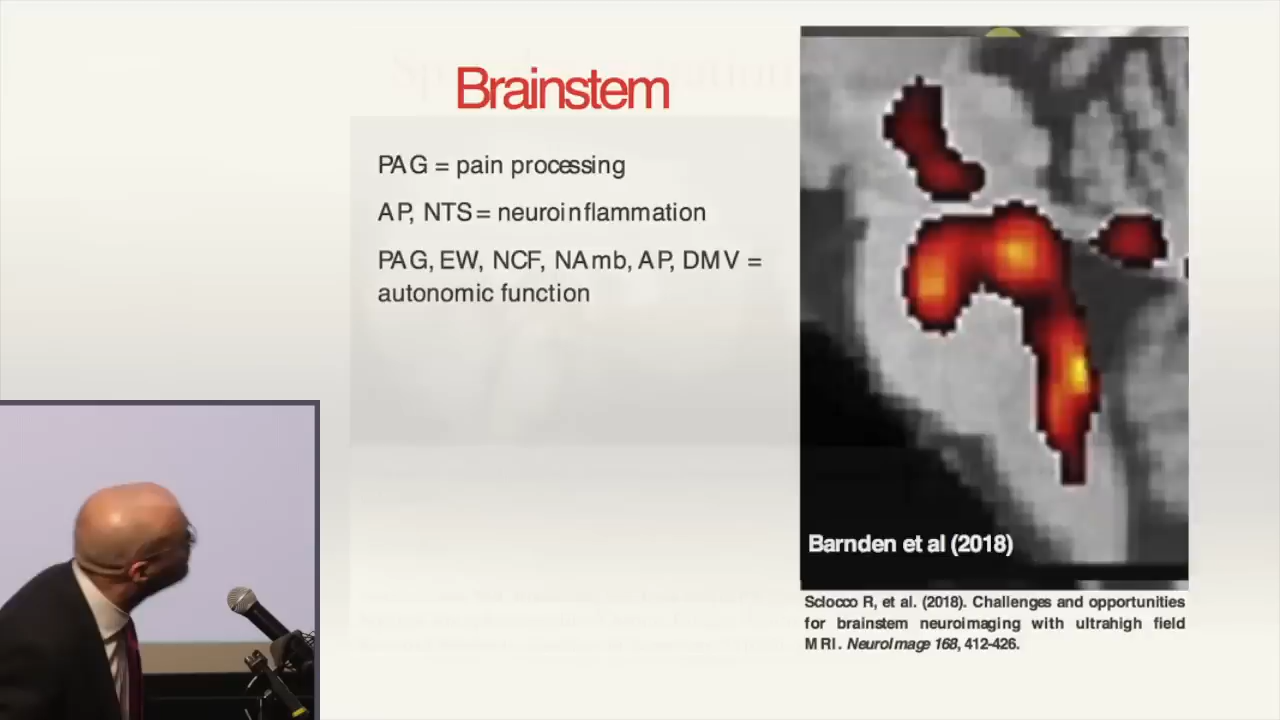 Brainstem
PAG = pain processing
AP, NTS = neuroinflammation
PAG, EW, NCF, NAmb, AP, DMV =
autonomic function
Barnden et al (2018)
Sclocco R, et al. (2018). Challenges and opportunities
for brainstem neuroimaging with ultrahigh field
MRI. NeuroImage 168, 412-426.